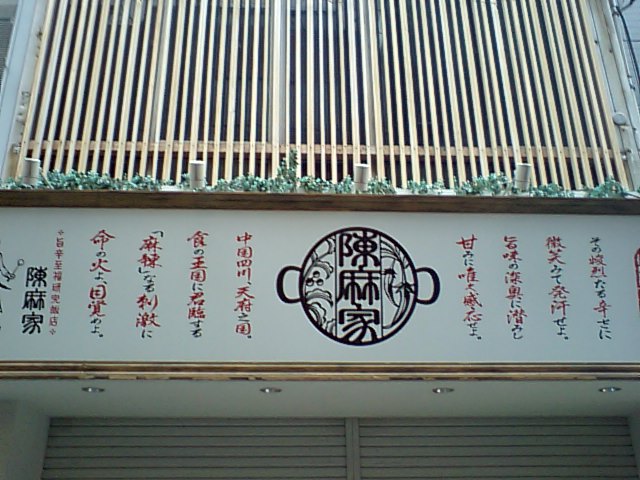 その峻烈なる辛さに
微笑みて発汗せよ。
旨味の深奥に潜みし
甘みに唯々感応せよ。
陳麻家
中国四川、天府之国。
食の王国に君臨する
「麻辣」なる刺激に
命の火よ、目覚めよ。
旨辛至福研究飯店
陳麻家